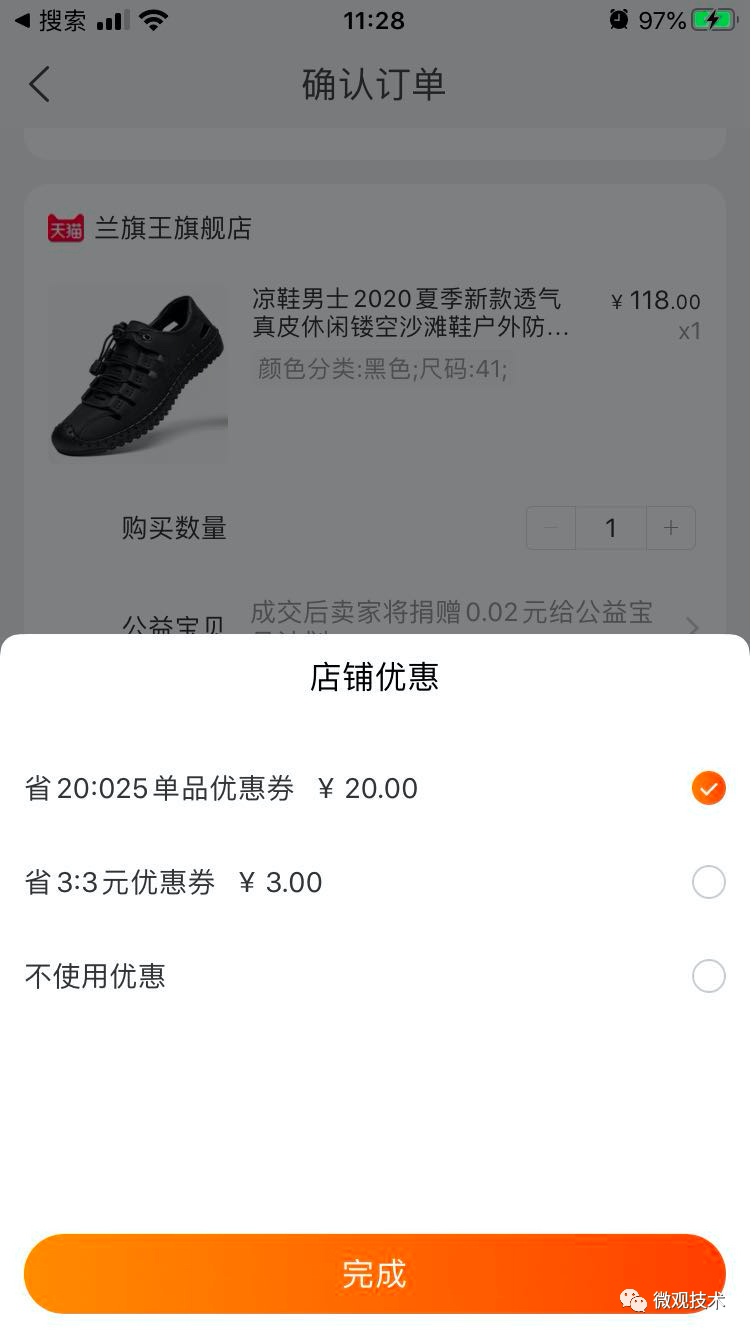 搜索
11:28
97%
确认订单
天猫 兰旗王旗舰店
凉鞋男士2020夏季新款透气
真皮休闲镂空沙滩鞋户外防...
¥ 118.00
x1
颜色分类:黑色;尺码:41;
购买数量
1
公益宝贝
成交后卖家将捐赠0.02元给公益宝
店铺优惠
省20:025单品优惠券 ¥ 20.00
省3:3元优惠券 ¥ 3.00
不使用优惠
完成
微观技术